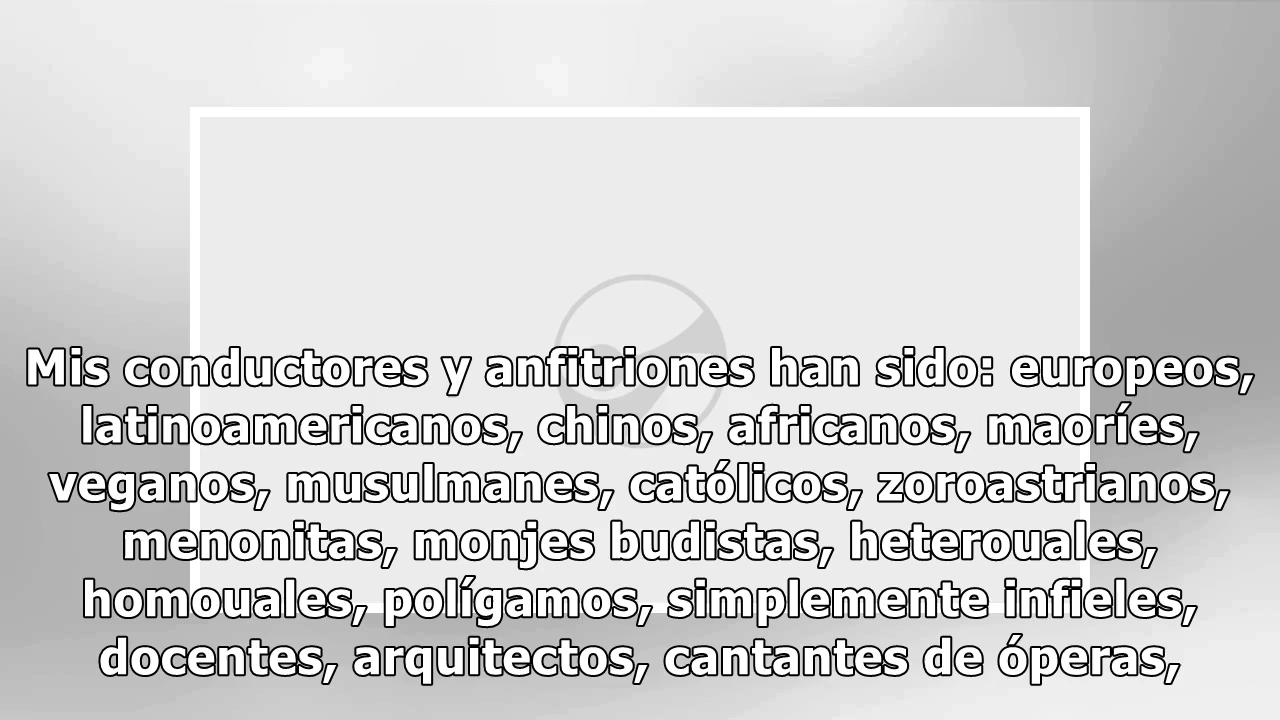 Mis conductores y anfitriones han sido: europeos,
latinoamericanos, chinos, africanos, maoríes,
veganos, musulmanes, católicos, zoroastrianos,
menonitas, monjes budistas, heterouales,
homouales, polígamos, simplemente infieles,
docentes, arquitectos, cantantes de óperas,